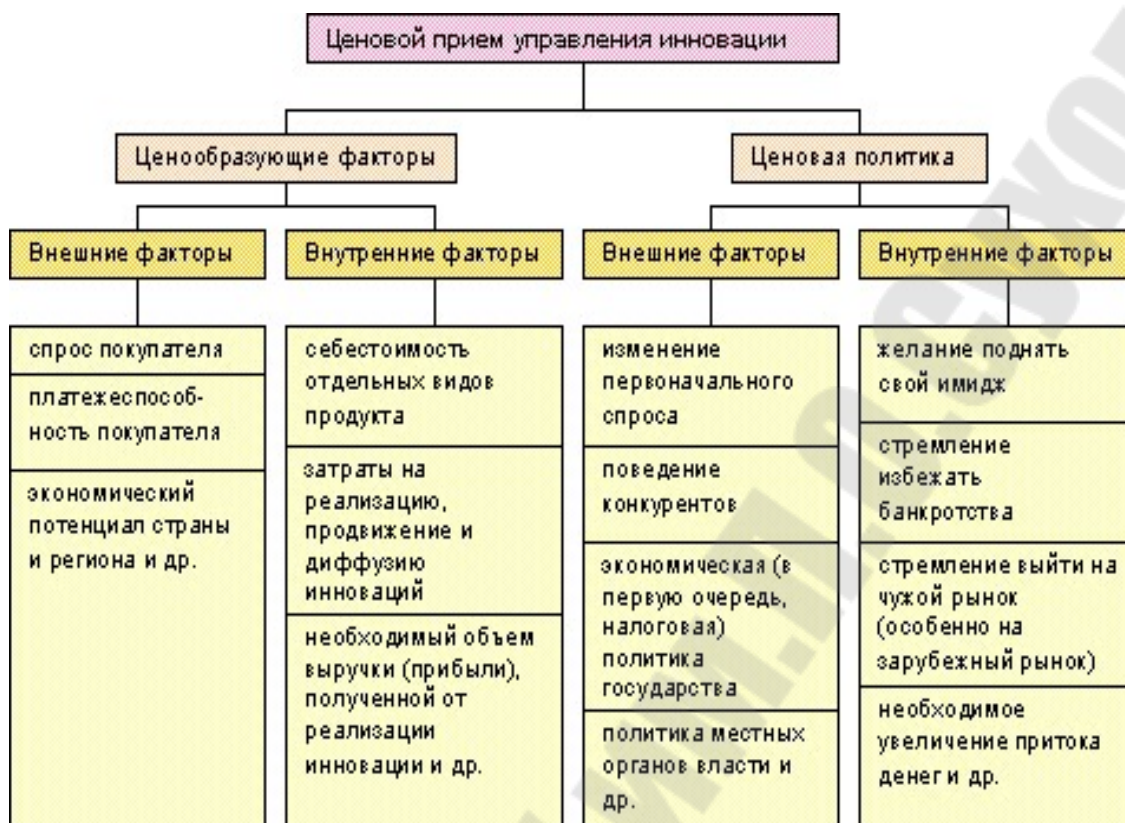 Ценовой прием управления инновации
Ценообразующие факторы
Ценовая политика
Внешние факторы
Внутренние факторы
Внешние факторы
Внутренние факторы
спрос покупателя
платежеспособ-
ность покупателя
экономический
потенциал страны
и региона и др.
себестоимость
отдельных видов
продукта
затраты на
реализацию,
продвижение и
диффузию
инноваций
необходимый объем
выручки (прибыли),
полученной от
реализации
инновации и др.
изменение
первоначального
спроса
поведение
конкурентов
экономическая (в
первую очередь,
налоговая)
политика
государства
политика местных
органов власти и
др.
желание поднять
свой имидж
стремление
избежать
банкротства
стремление выйти на
чужой рынок
(особенно на
зарубежный рынок)
необходимое
увеличение притока
денег и др.